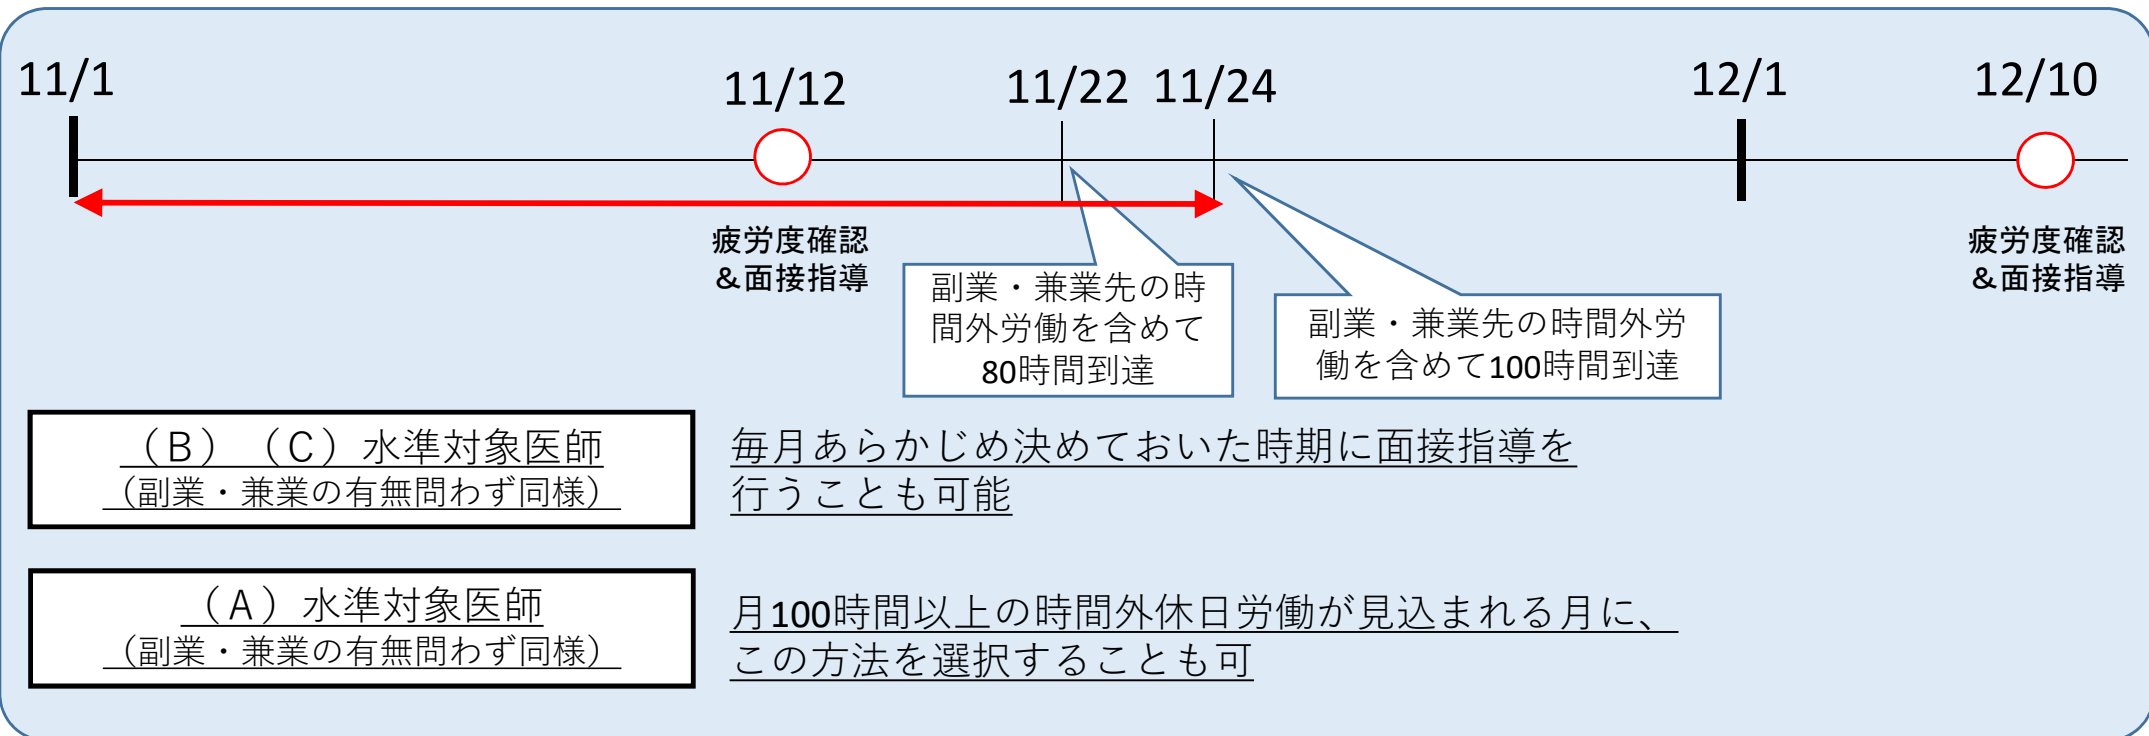 11/1
11/12
11/22
11/24
12/1
12/10
疲労度確認
＆面接指導
疲労度確認
＆面接指導
副業・兼業先の時
間外労働を含めて
80時間到達
副業・兼業先の時間外労
働を含めて100時間到達
（Ｂ）（Ｃ）水準対象医師
（副業・兼業の有無問わず同様）
毎月あらかじめ決めておいた時期に面接指導を
行うことも可能
（Ａ）水準対象医師
（副業・兼業の有無問わず同様）
月100時間以上の時間外休日労働が見込まれる月に、
この方法を選択することも可